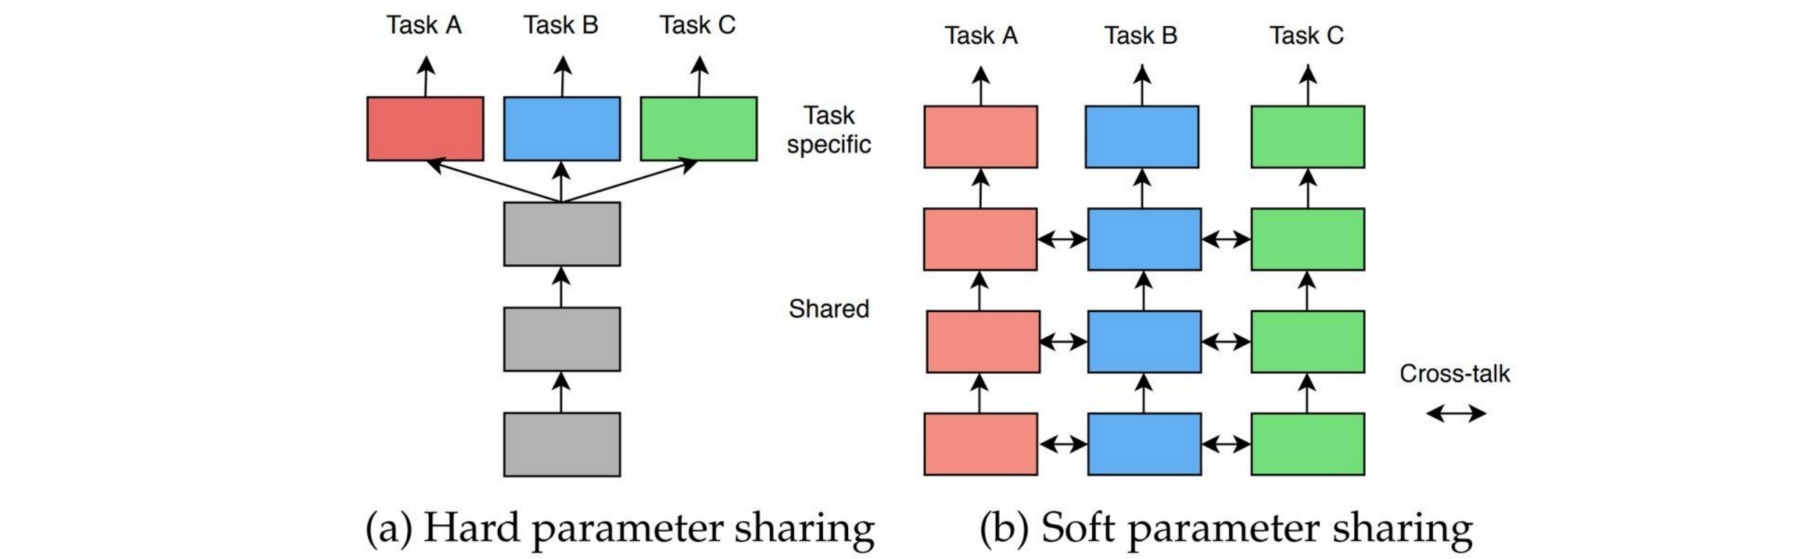 Task A
Task B
Task C
Task
specific
Shared
(a) Hard parameter sharing
Task A
Task B
Task C
Cross-talk
(b) Soft parameter sharing